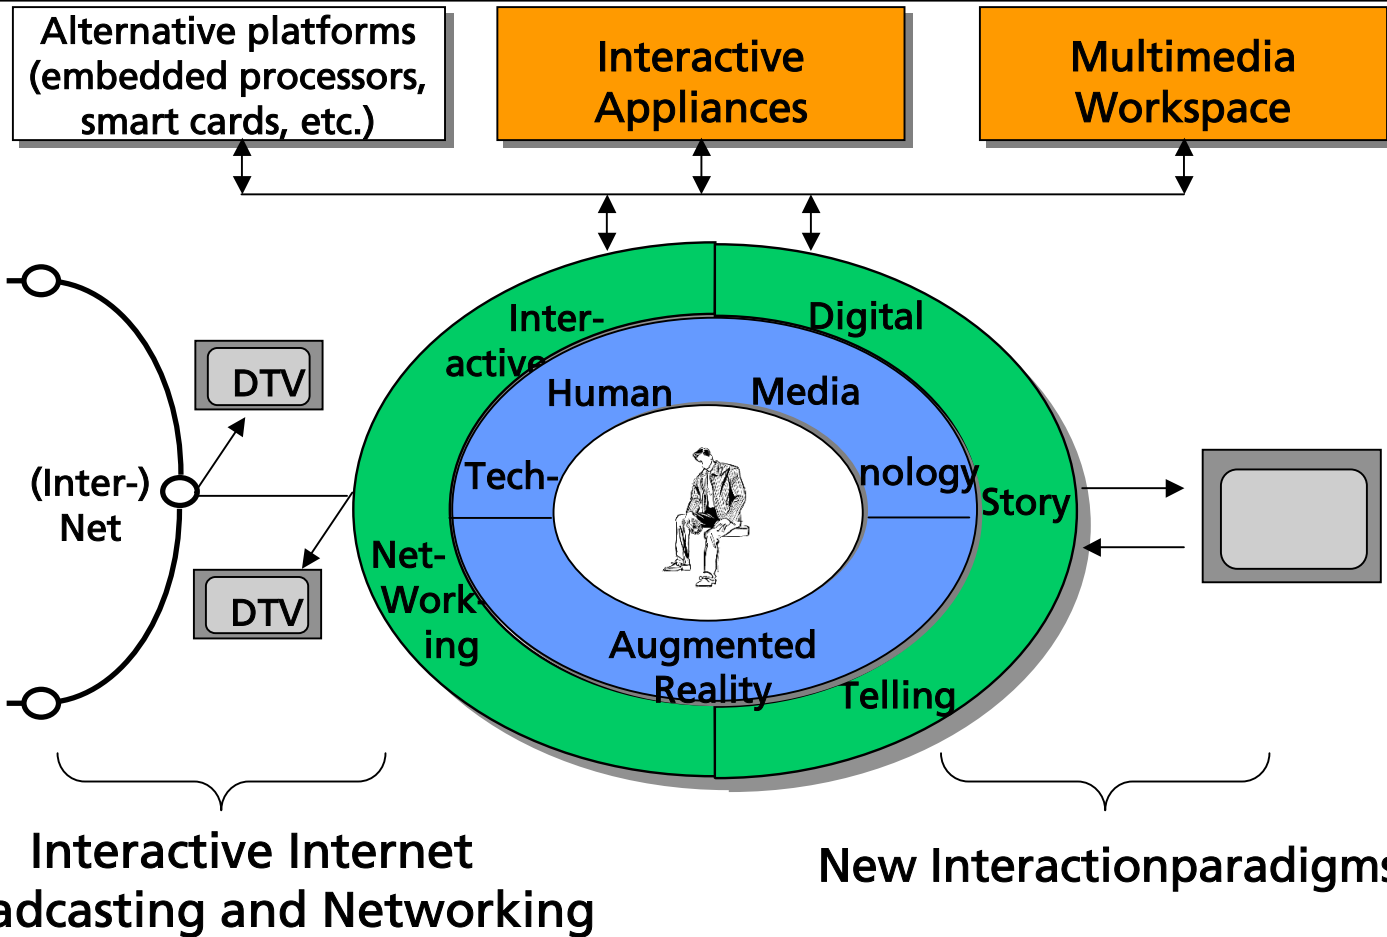 Alternative platforms
(embedded processors,
smart cards, etc.)
Interactive
Appliances
Multimedia
Workspace
Inter-
active
Digital
Human
Media
DTV
Tech-
nology
Story
(Inter-)
Net
Net-
Work-
ing
DTV
Augmented
Reality
Telling
Interactive Internet
adcasting and Networking
New Interactionparadigms